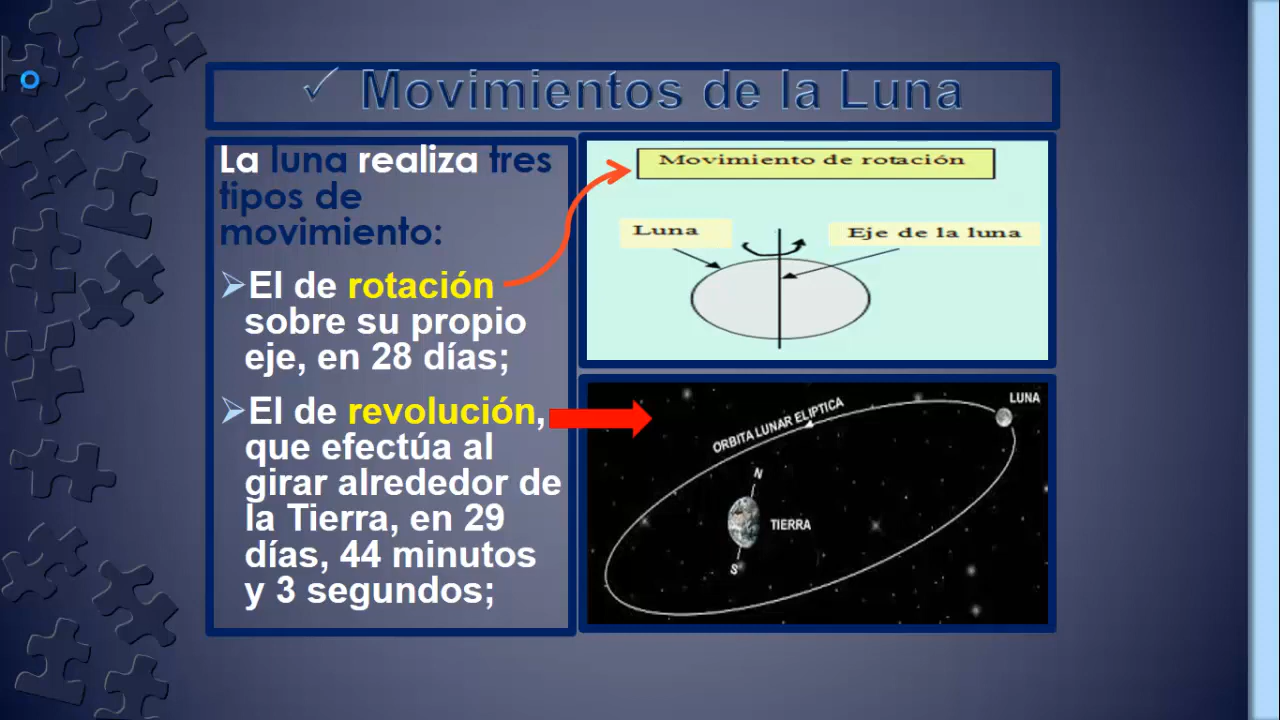 ✓ Movimientos de la Luna
La luna realiza tres
tipos de
movimiento:
➢El de rotación
sobre su propio
eje, en 28 días;
➢El de revolución,
que efectúa al
girar alrededor de
la Tierra, en 29
días, 44 minutos
y 3 segundos;
Movimiento de rotación
Luna
Eje de la luna
LUNA
ORBITA LUNAR ELIPTICA
N
TIERRA
S